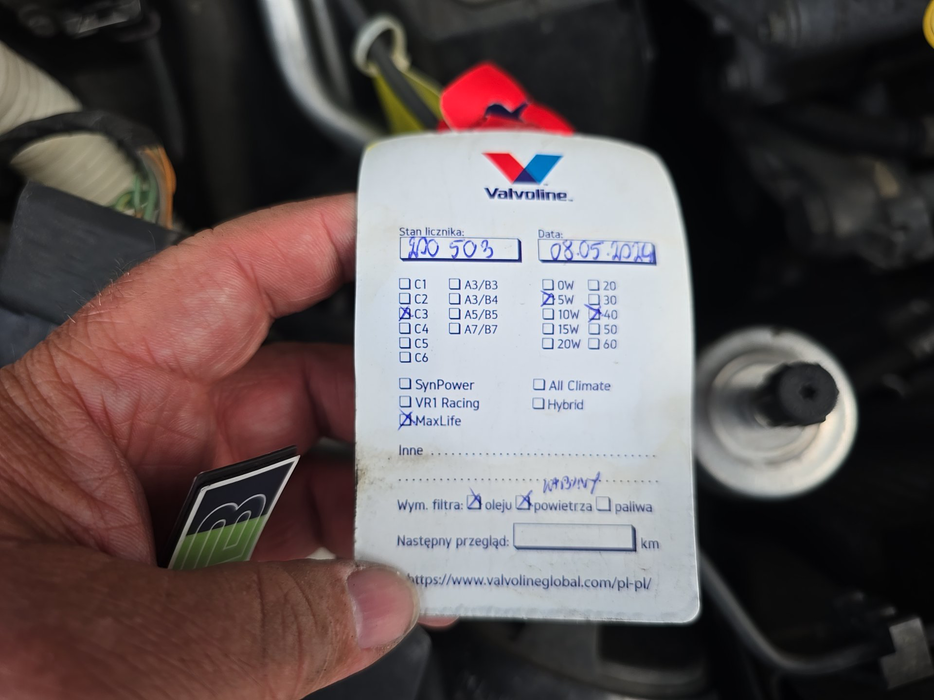 Valvoline™
Stan licznika: Data:
200 503 08.05.2024
C1 A3/B3 0W 20
C2 A3/B4 5W 30
C3 A5/B5 10W 40
C4 A7/B7 15W 50
C5 20W 60
C6
SynPower All Climate
VR1 Racing Hybrid
MaxLife
Inne
KABINY
Wym. filtra: oleju powietrza paliwa
Następny przegląd: km
https://www.valvolineglobal.com/pl-pl/